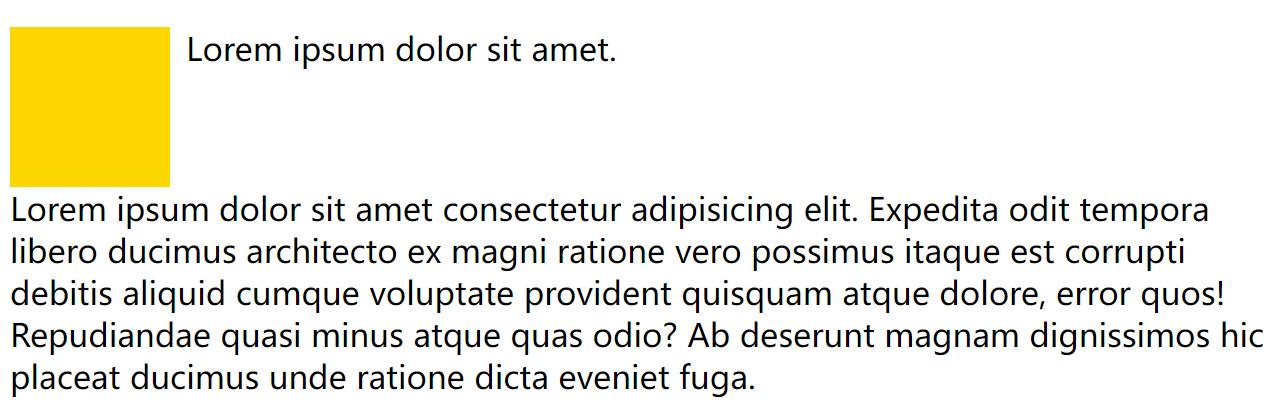 Lorem ipsum dolor sit amet.
Lorem ipsum dolor sit amet consectetur adipisicing elit. Expedita odit tempora
libero ducimus architecto ex magni ratione vero possimus itaque est corrupti
debitis aliquid cumque voluptate provident quisquam atque dolore, error quos!
Repudiandae quasi minus atque quas odio? Ab deserunt magnam dignissimos hic
placeat ducimus unde ratione dicta eveniet fuga.